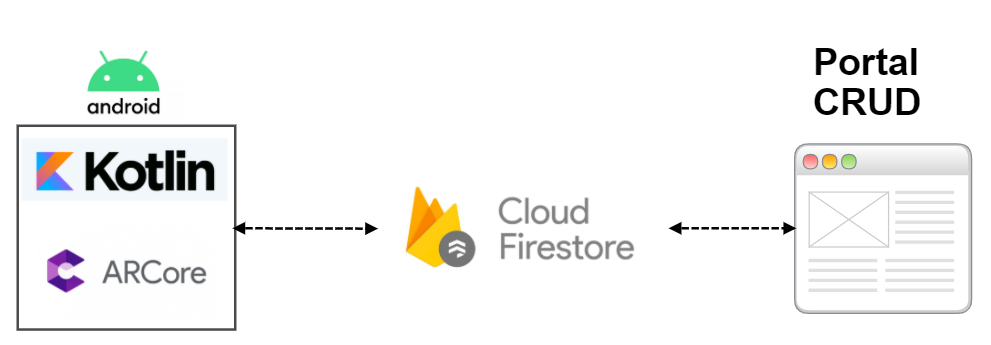 android
Kotlin
ARCore
Cloud
Firestore
Portal
CRUD